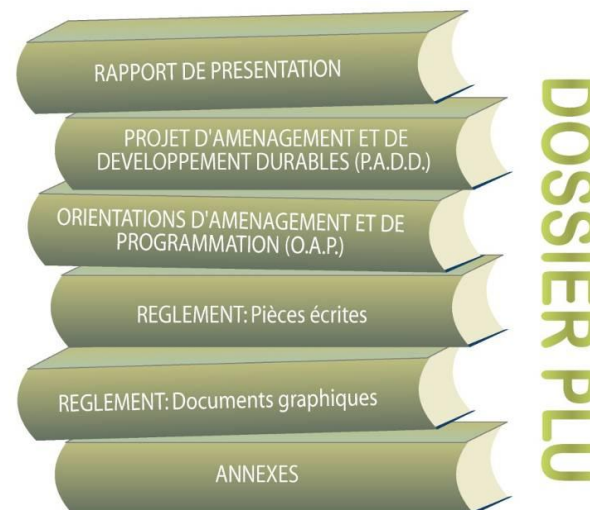 RAPPORT DE PRESENTATION
PROJET D'AMENAGEMENT ET DE
DEVELOPPEMENT DURABLES (P.A.D.D.)
ORIENTATIONS D'AMENAGEMENT ET DE
PROGRAMMATION (O.A.P.)
REGLEMENT: Pièces écrites
REGLEMENT: Documents graphiques
ANNEXES
DOSSIER PLU